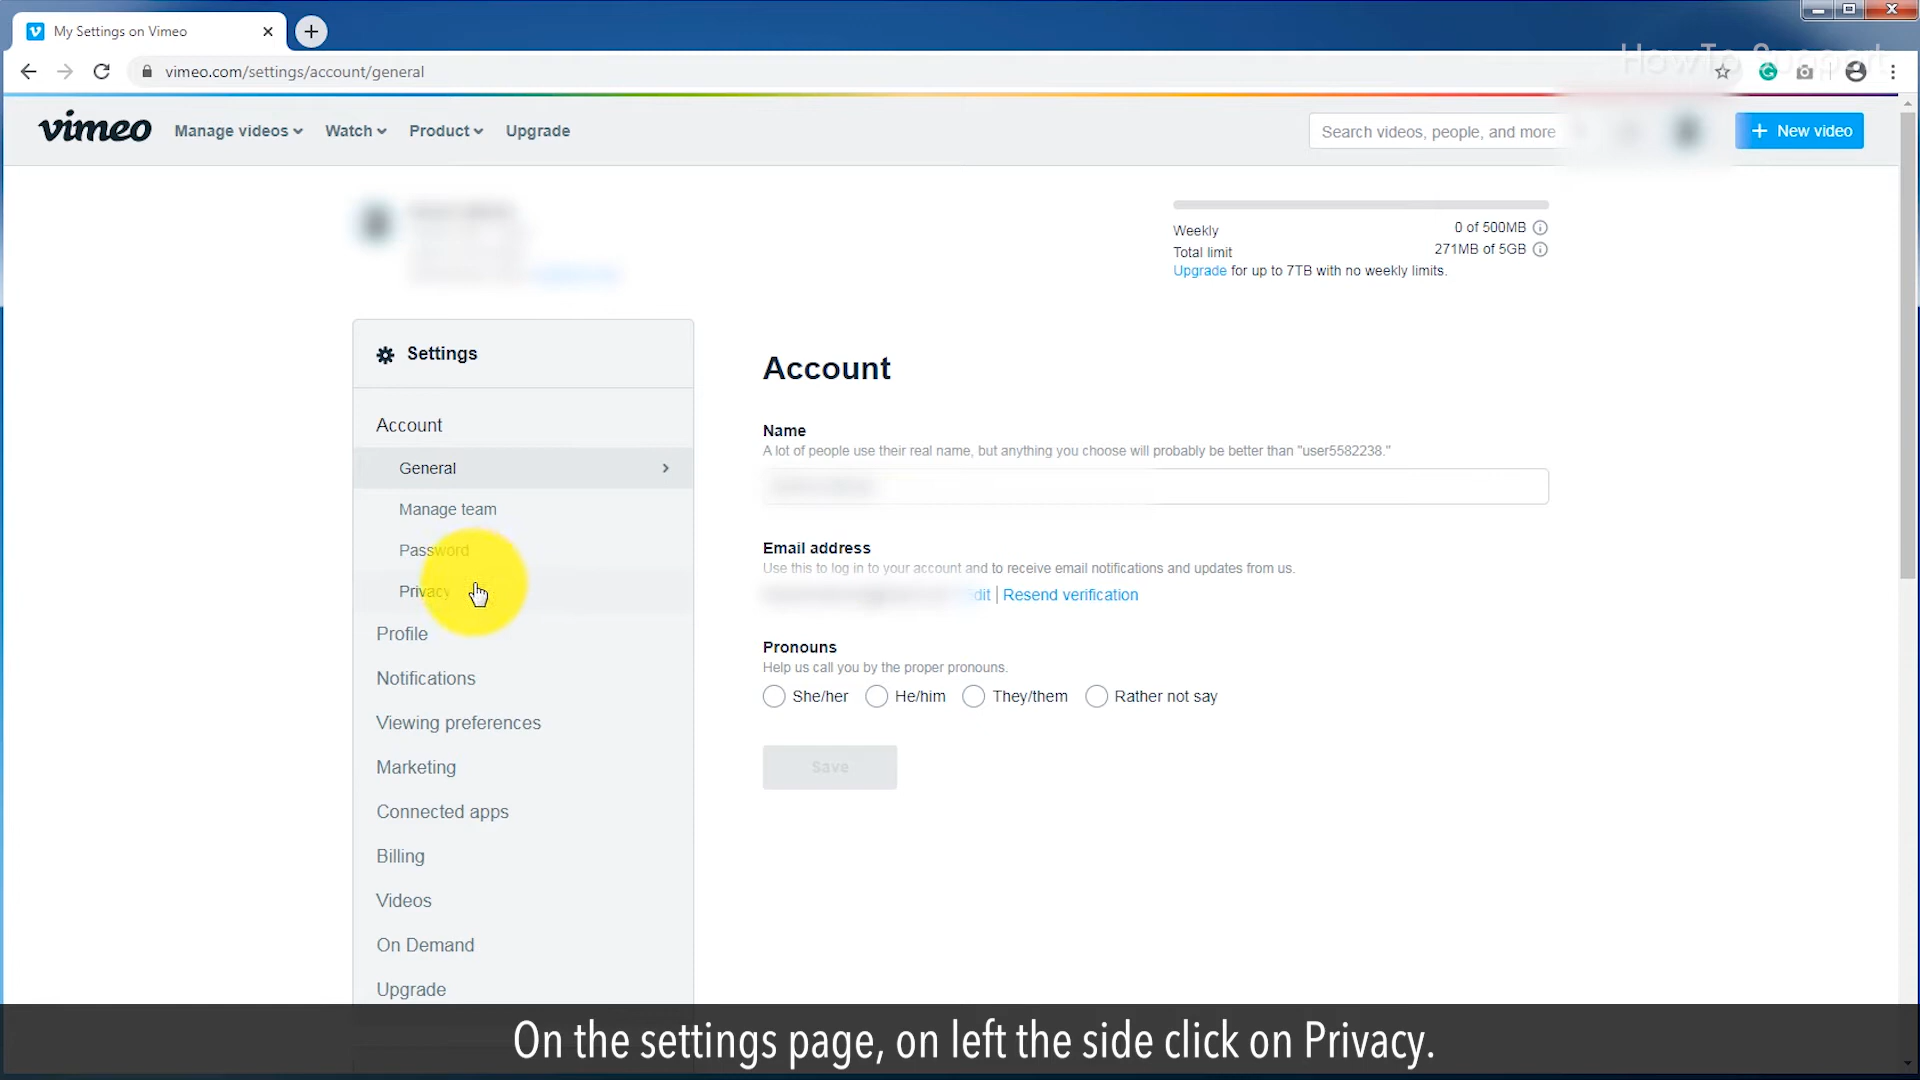 My Settings on Vimeo
vimeo.com/settings/account/general
HowTo Support
vimeo
Manage videos
Watch
Product
Upgrade
Search videos, people, and more
+ New video
Weekly
0 of 500MB
Total limit
271MB of 5GB
Upgrade for up to 7TB with no weekly limits.
Settings
Account
General
Manage team
Password
Privacy
Profile
Notifications
Viewing preferences
Marketing
Connected apps
Billing
Videos
On Demand
Upgrade
Account
Name
A lot of people use their real name, but anything you choose will probably be better than "user5582238."
Email address
Use this to log in to your account and to receive email notifications and updates from us.
dit | Resend verification
Pronouns
Help us call you by the proper pronouns.
She/her
He/him
They/them
Rather not say
Save
On the settings page, on left the side click on Privacy.